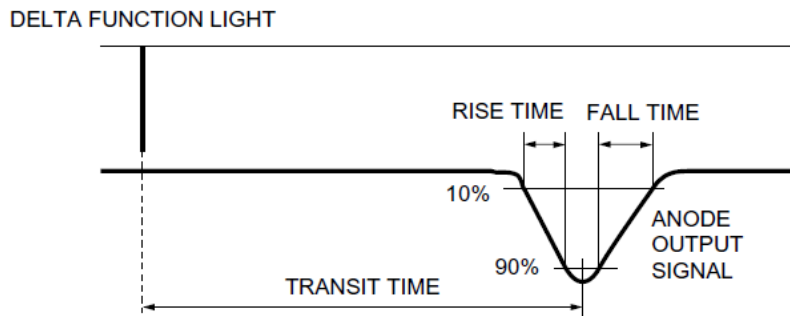 DELTA FUNCTION LIGHT
RISE TIME
FALL TIME
10%
ANODE
OUTPUT
SIGNAL
90%
TRANSIT TIME